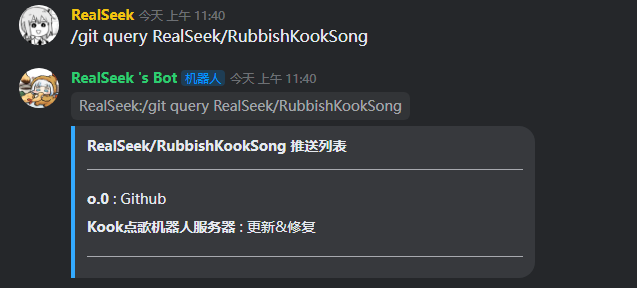 RealSeek 今天 上午 11:40
/git query RealSeek/RubbishKookSong
RealSeek 's Bot 机器人 今天 上午 11:40
RealSeek:/git query RealSeek/RubbishKookSong
RealSeek/RubbishKookSong 推送列表
o.0 : Github
Kook点歌机器人服务器 : 更新&修复